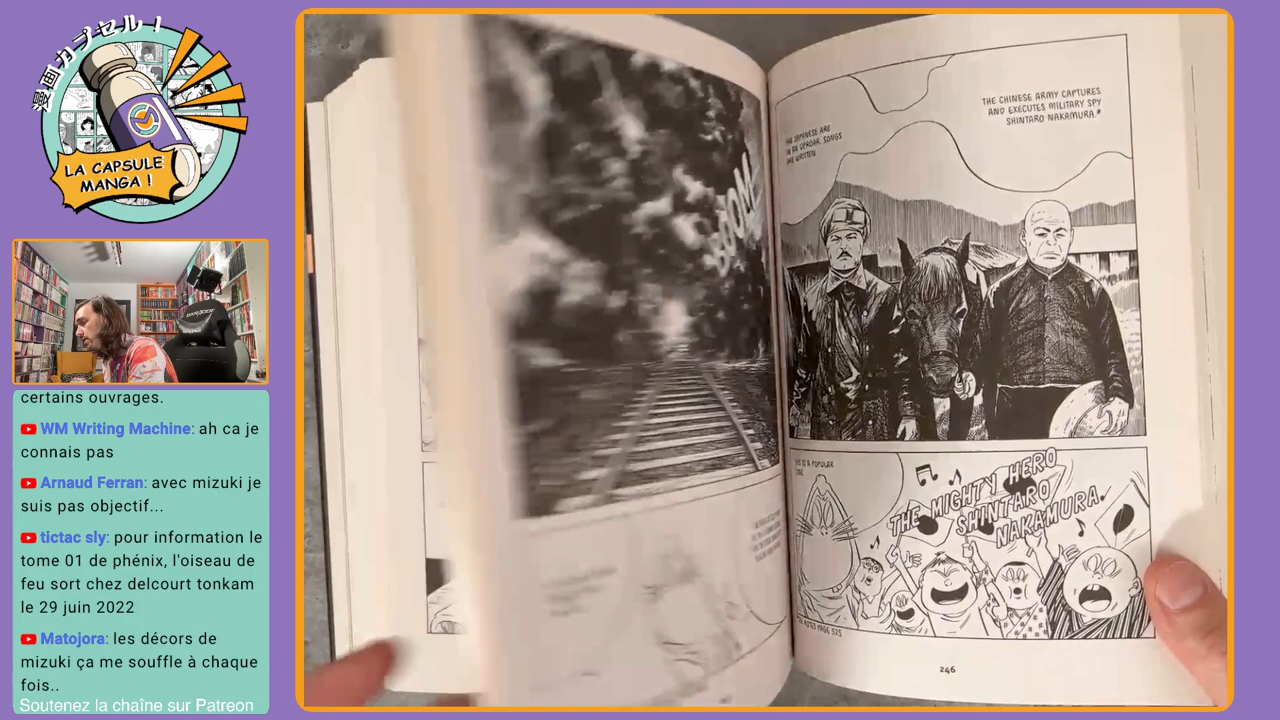 漫画カプセル!
LA CAPSULE
MANGA !
certains ouvrages.
WM Writing Machine: ah ca je
connais pas
Arnaud Ferran: avec mizuki je
suis pas objectif...
tictac sly: pour information le
tome 01 de phénix, l'oiseau de
feu sort chez delcourt tonkam
le 29 juin 2022
Matojora: les décors de
mizuki ça me souffle à chaque
fois..
Soutenez la chaîne sur Patreon
BOOM
THE CHINESE ARMY CAPTURES
AND EXECUTES MILITARY SPY
SHINTARO NAKAMURA.*
THE JAPANESE ARE
IN AN UPROAR. SONGS
ARE WRITTEN
THIS IS A POPULAR
THE MIGHTY HERO
SHINTARO
NAKAMURA.
NOTES PAGE 525
246